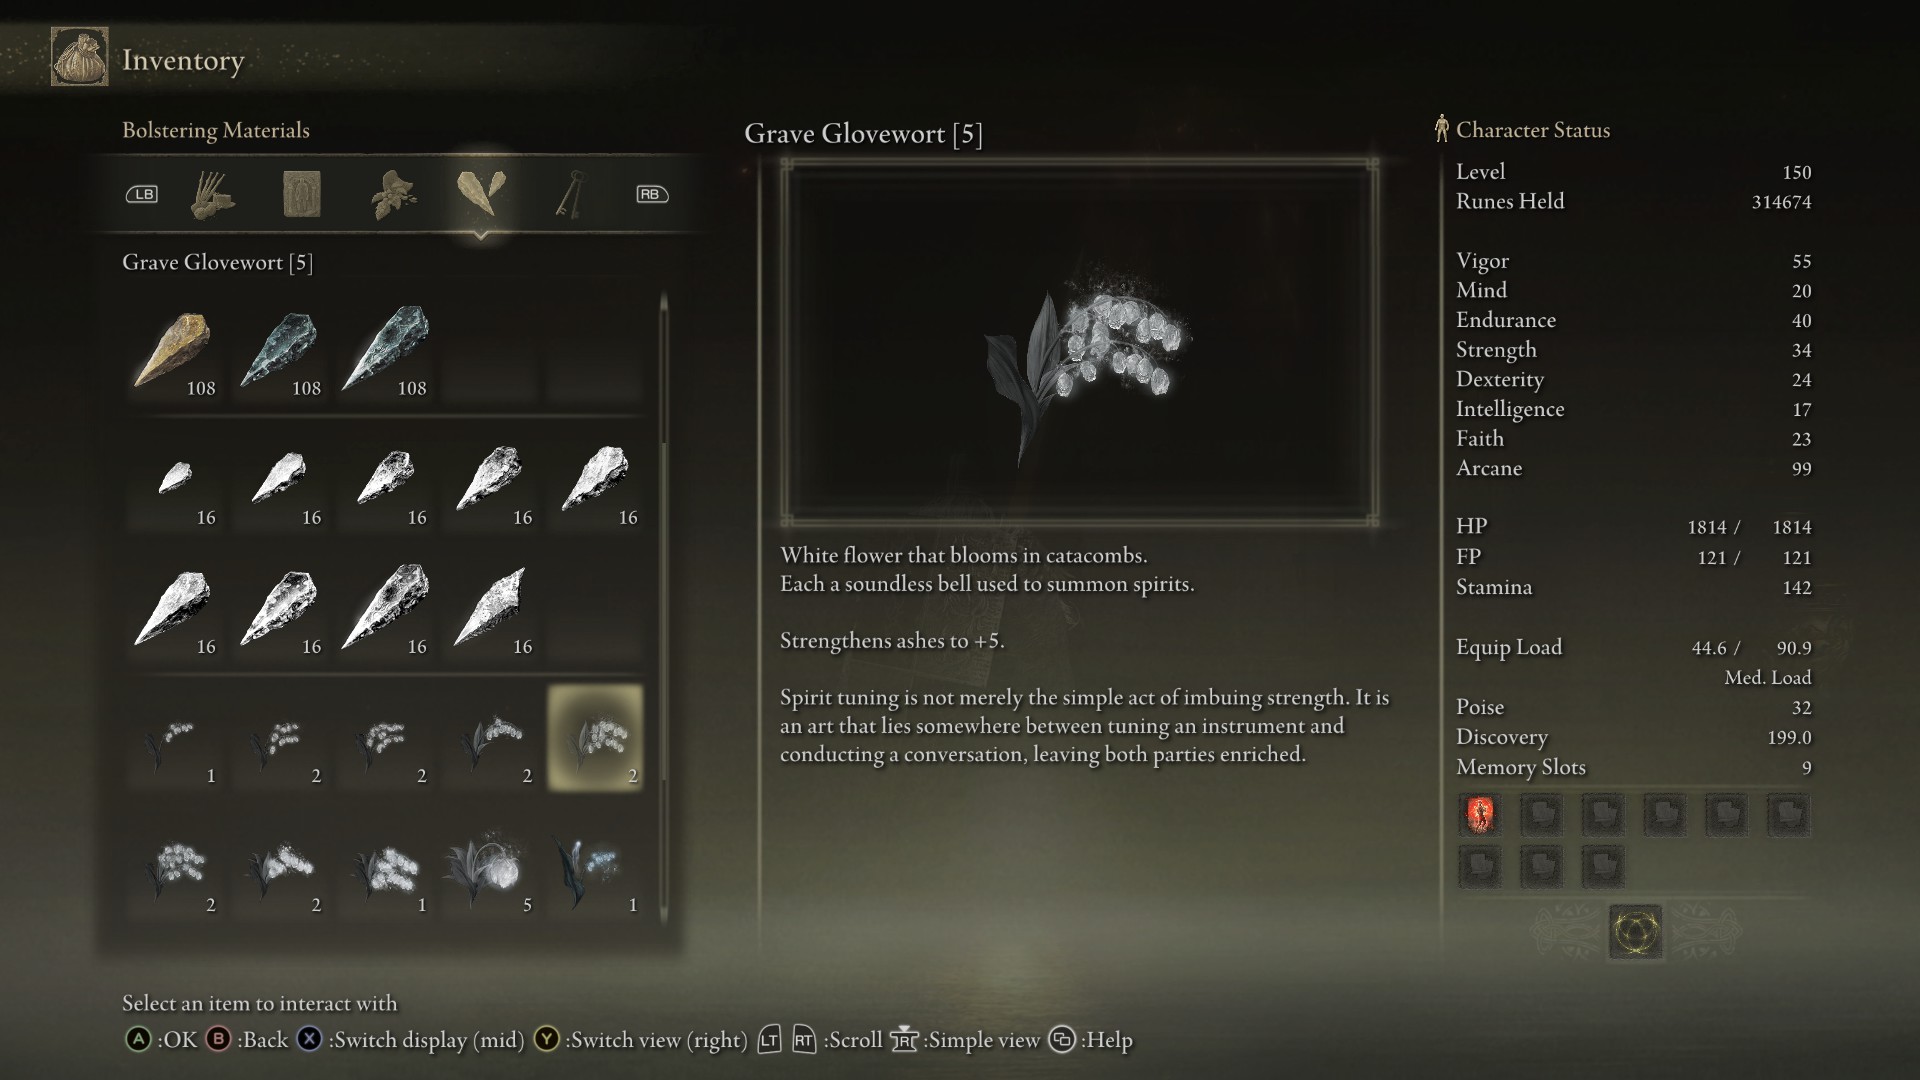 Inventory
Bolstering Materials
LB
RB
Grave Glovewort [5]
108 108 108
16 16 16 16 16
16 16 16 16
1 2 2 2 2
2 2 1 5 1
Grave Glovewort [5]
White flower that blooms in catacombs.
Each a soundless bell used to summon spirits.
Strengthens ashes to +5.
Spirit tuning is not merely the simple act of imbuing strength. It is
an art that lies somewhere between tuning an instrument and
conducting a conversation, leaving both parties enriched.
Character Status
Level 150
Runes Held 314674
Vigor 55
Mind 20
Endurance 40
Strength 34
Dexterity 24
Intelligence 17
Faith 23
Arcane 99
HP 1814 / 1814
FP 121 / 121
Stamina 142
Equip Load 44.6 / 90.9
Med. Load
Poise 32
Discovery 199.0
Memory Slots 9
Select an item to interact with
A :OK B :Back X :Switch display (mid) Y :Switch view (right) LT RT :Scroll R :Simple view :Help